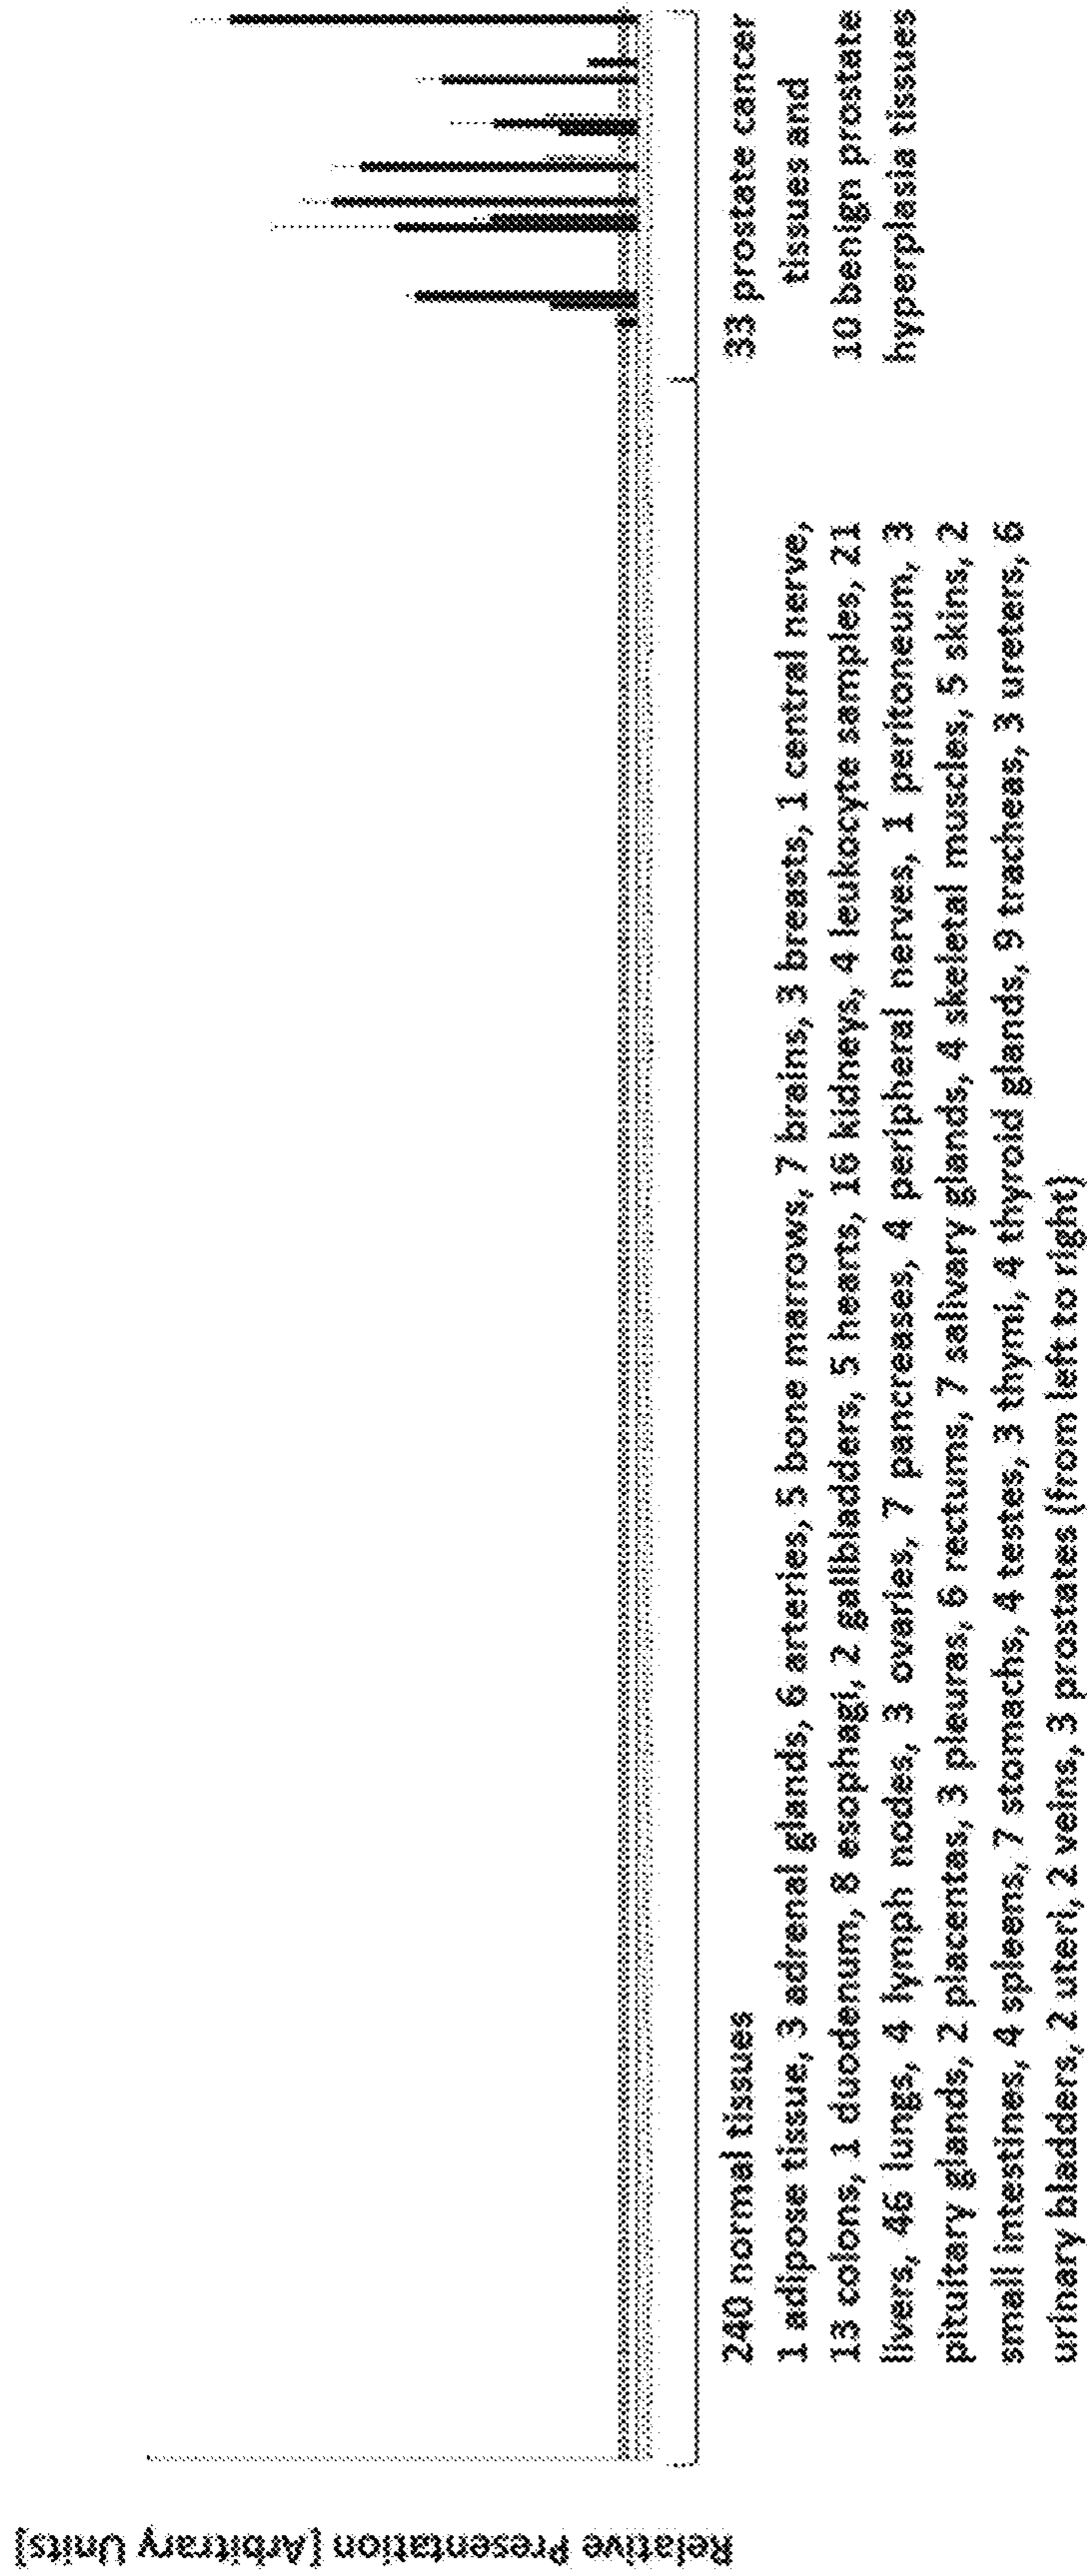 Relative Presentation [Arbitrary Units]
240 normal tissues
1 adipose tissue, 3 adrenal glands, 6 arteries, 5 bone marrows, 7 brains, 3 breasts, 1 central nerve,
13 colons, 1 duodenum, 8 esophagi, 2 gallbladders, 5 hearts, 16 kidneys, 4 leukocyte samples, 21
livers, 46 lungs, 4 lymph nodes, 3 ovaries, 7 pancreases, 4 peripheral nerves, 1 peritoneum, 3
pituitary glands, 2 placentas, 3 pleuras, 6 rectums, 7 salivery glands, 4 skeletal muscles, 5 skins, 2
small intestines, 4 spleens, 7 stomachs, 4 testes, 3 thymi, 4 thyroid glands, 9 tracheas, 3 ureters, 6
urinary bladders, 2 uteri, 2 veins, 3 prostates (from left to right)
33 prostate cancer
tissues and
10 benign prostate
hyperplasia tissues